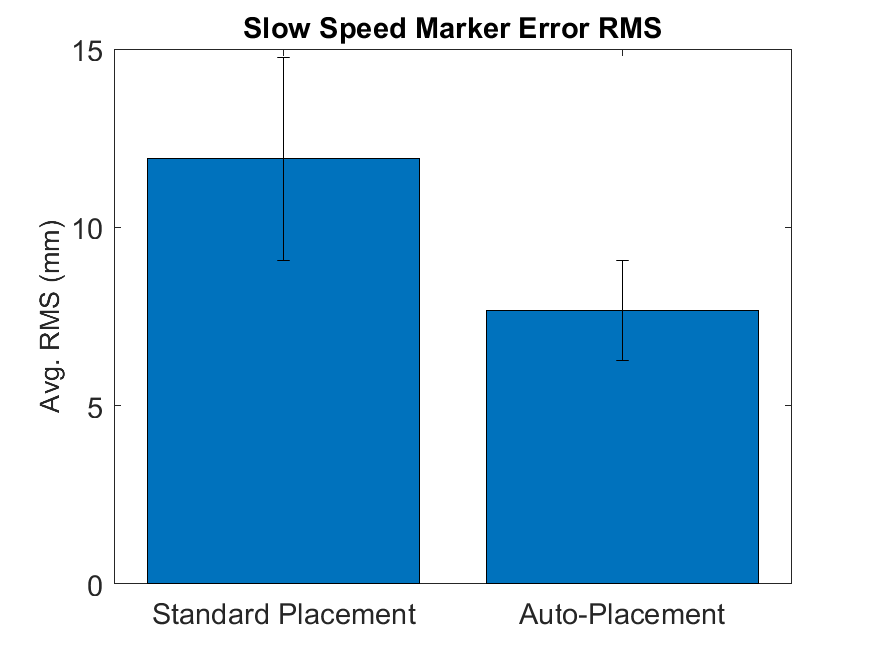 Slow Speed Marker Error RMS
15
10
5
0
Avg. RMS (mm)
Standard Placement
Auto-Placement